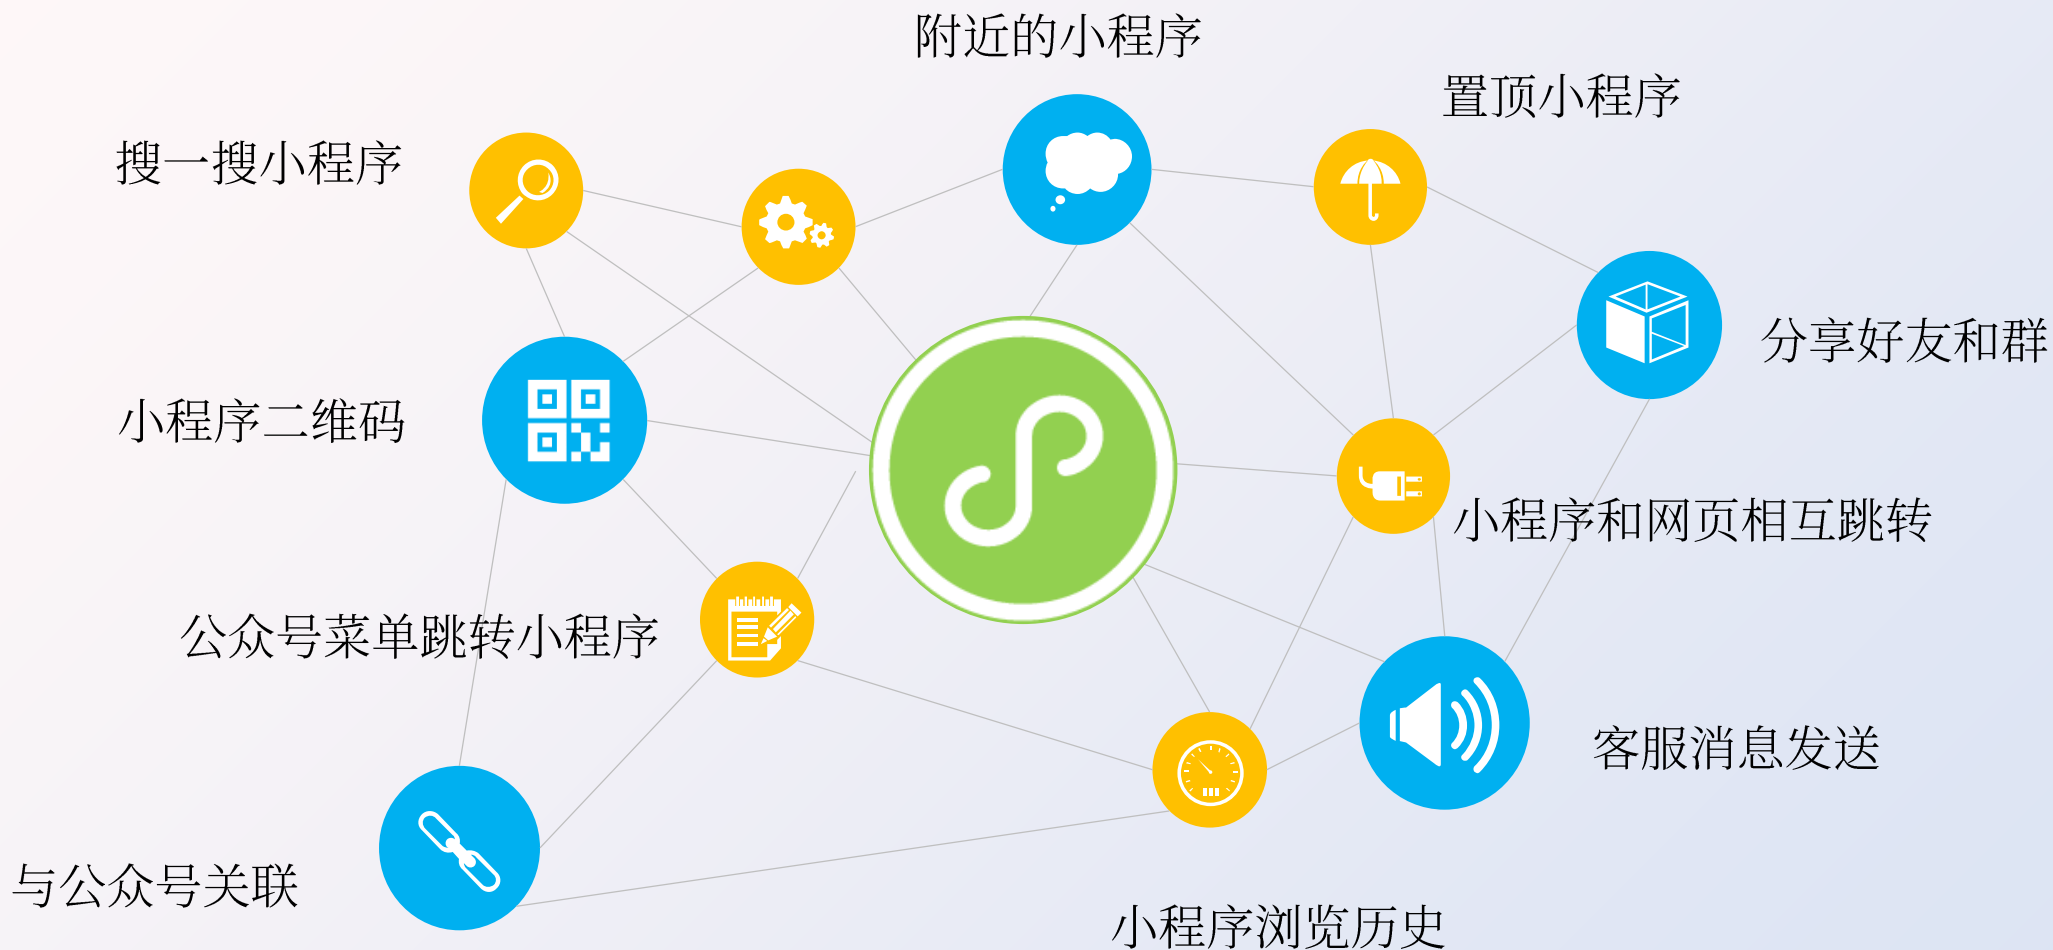 附近的小程序
置顶小程序
搜一搜小程序
分享好友和群
小程序二维码
小程序和网页相互跳转
公众号菜单跳转小程序
客服消息发送
与公众号关联
小程序浏览历史